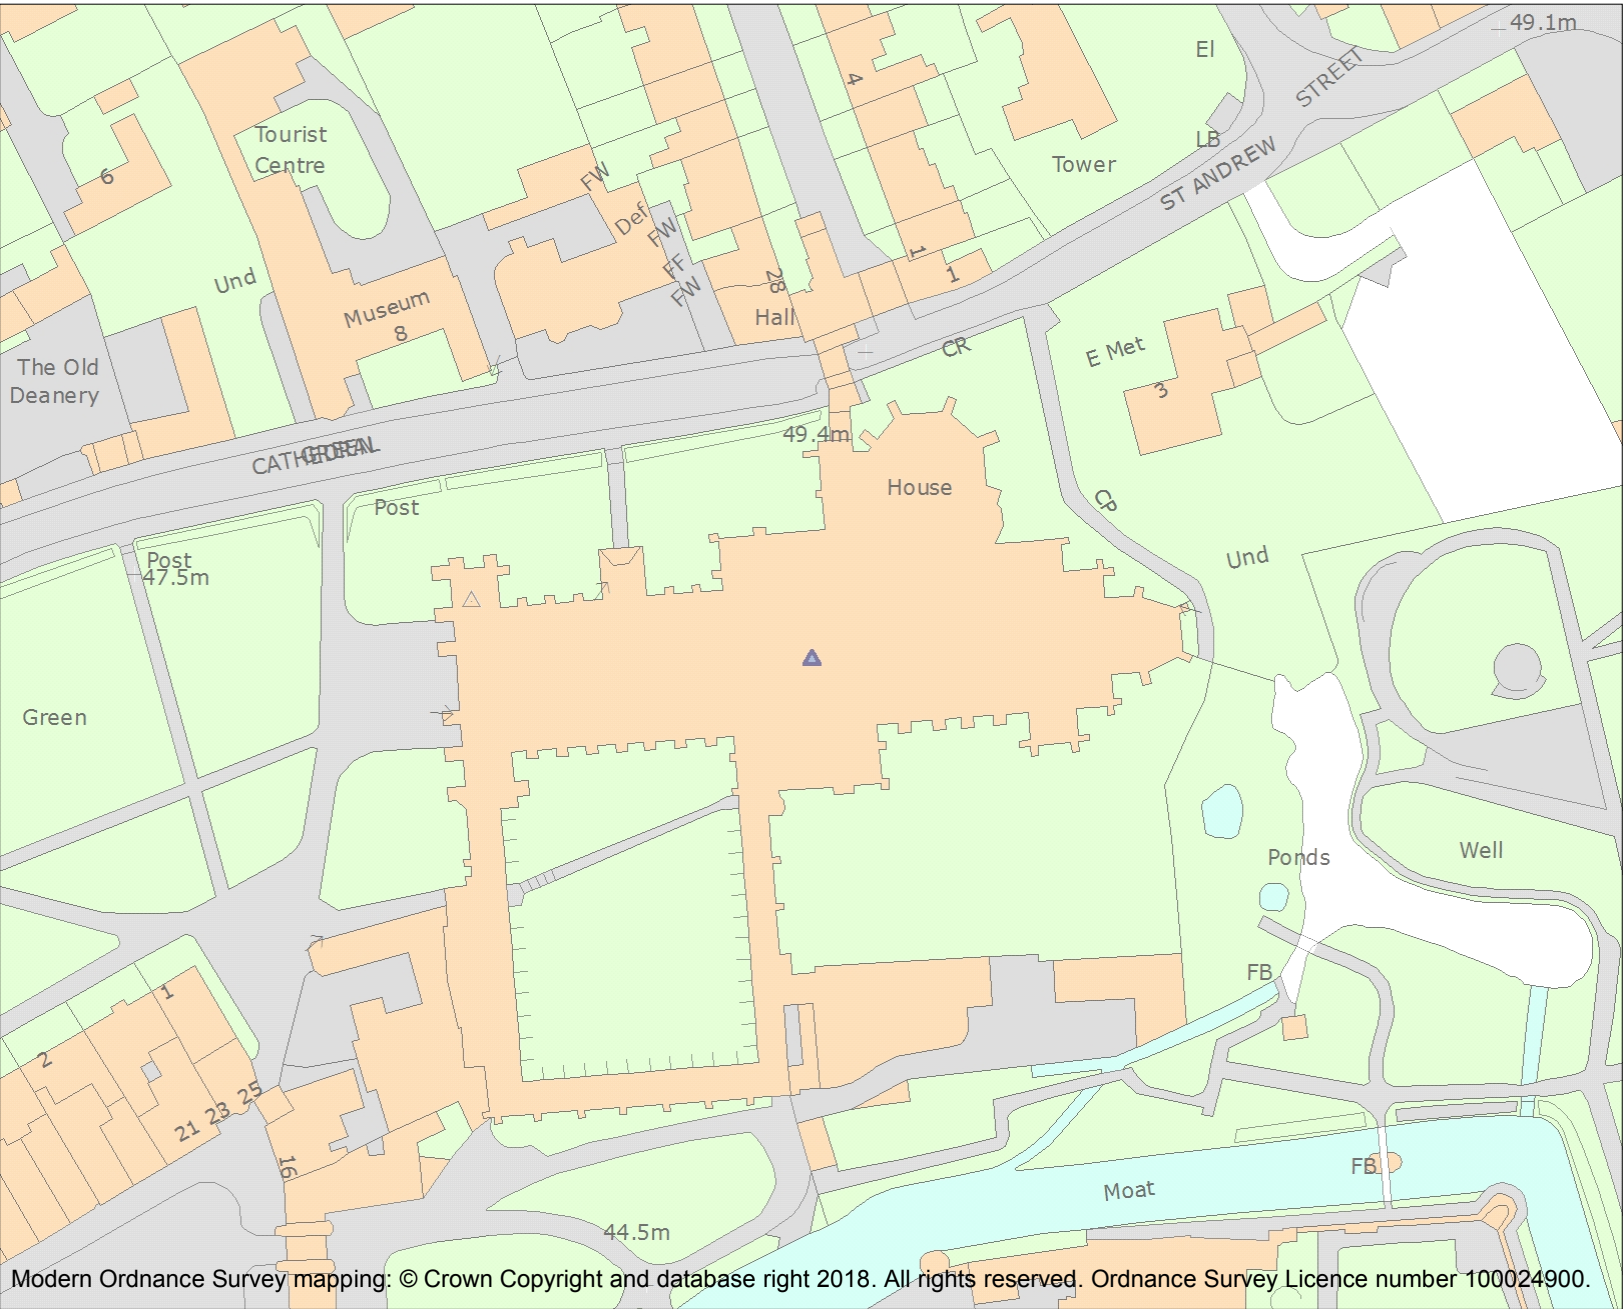 49.1m
El
STREET
4
Tourist
Centre
LB
ST ANDREW
Tower
6
FW
Def
FW
FF
FW
Und
1
1
28
Museum
8
Hall
CR
E Met
3
The Old
Deanery
49.4m
CATHEDRAL
GREEN
House
Post
CP
Post
47.5m
Und
Green
Ponds
Well
FB
1
2
21 23 25
16
FB
Moat
44.5m
Modern Ordnance Survey mapping: © Crown Copyright and database right 2018. All rights reserved. Ordnance Survey Licence number 100024900.